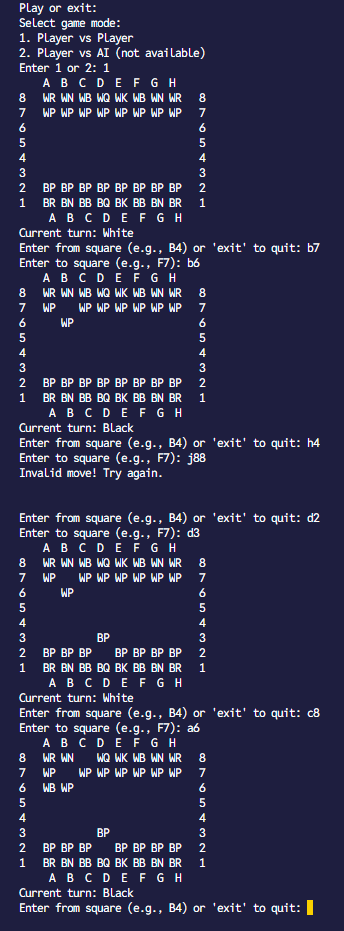 Play or exit:
Select game mode:
1. Player vs Player
2. Player vs AI (not available)
Enter 1 or 2: 1
    A  B  C  D  E  F  G  H
8   WR WN WB WQ WK WB WN WR   8
7   WP WP WP WP WP WP WP WP   7
6                             6
5                             5
4                             4
3                             3
2   BP BP BP BP BP BP BP BP   2
1   BR BN BB BQ BK BB BN BR   1
     A  B  C  D  E  F  G  H
Current turn: White
Enter from square (e.g., B4) or 'exit' to quit: b7
Enter to square (e.g., F7): b6
    A  B  C  D  E  F  G  H
8   WR WN WB WQ WK WB WN WR   8
7   WP    WP WP WP WP WP WP   7
6      WP                     6
5                             5
4                             4
3                             3
2   BP BP BP BP BP BP BP BP   2
1   BR BN BB BQ BK BB BN BR   1
     A  B  C  D  E  F  G  H
Current turn: Black
Enter from square (e.g., B4) or 'exit' to quit: h4
Enter to square (e.g., F7): j88
Invalid move! Try again.
Enter from square (e.g., B4) or 'exit' to quit: d2
Enter to square (e.g., F7): d3
    A  B  C  D  E  F  G  H
8   WR WN WB WQ WK WB WN WR   8
7   WP    WP WP WP WP WP WP   7
6      WP                     6
5                             5
4                             4
3            BP               3
2   BP BP BP    BP BP BP BP   2
1   BR BN BB BQ BK BB BN BR   1
     A  B  C  D  E  F  G  H
Current turn: White
Enter from square (e.g., B4) or 'exit' to quit: c8
Enter to square (e.g., F7): a6
    A  B  C  D  E  F  G  H
8   WR WN    WQ WK WB WN WR   8
7   WP    WP WP WP WP WP WP   7
6   WB WP                     6
5                             5
4                             4
3            BP               3
2   BP BP BP    BP BP BP BP   2
1   BR BN BB BQ BK BB BN BR   1
     A  B  C  D  E  F  G  H
Current turn: Black
Enter from square (e.g., B4) or 'exit' to quit: